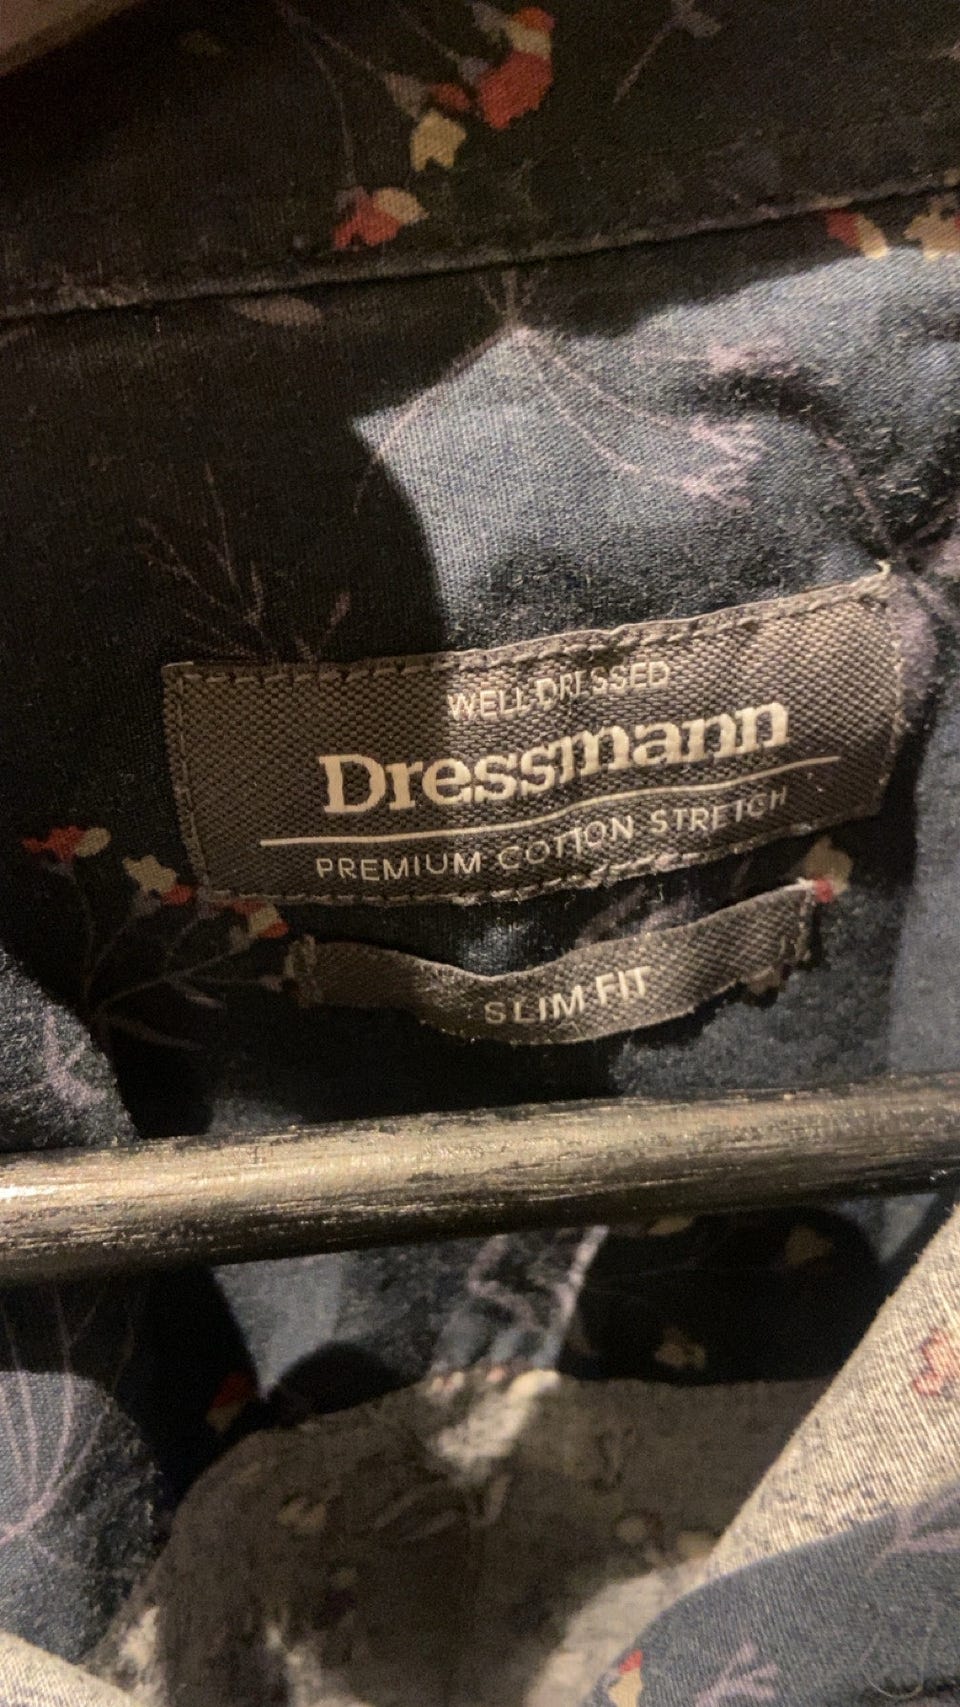 WELL-DRESSED
Dressmann
PREMIUM COTTON STRETCH
SLIM FIT